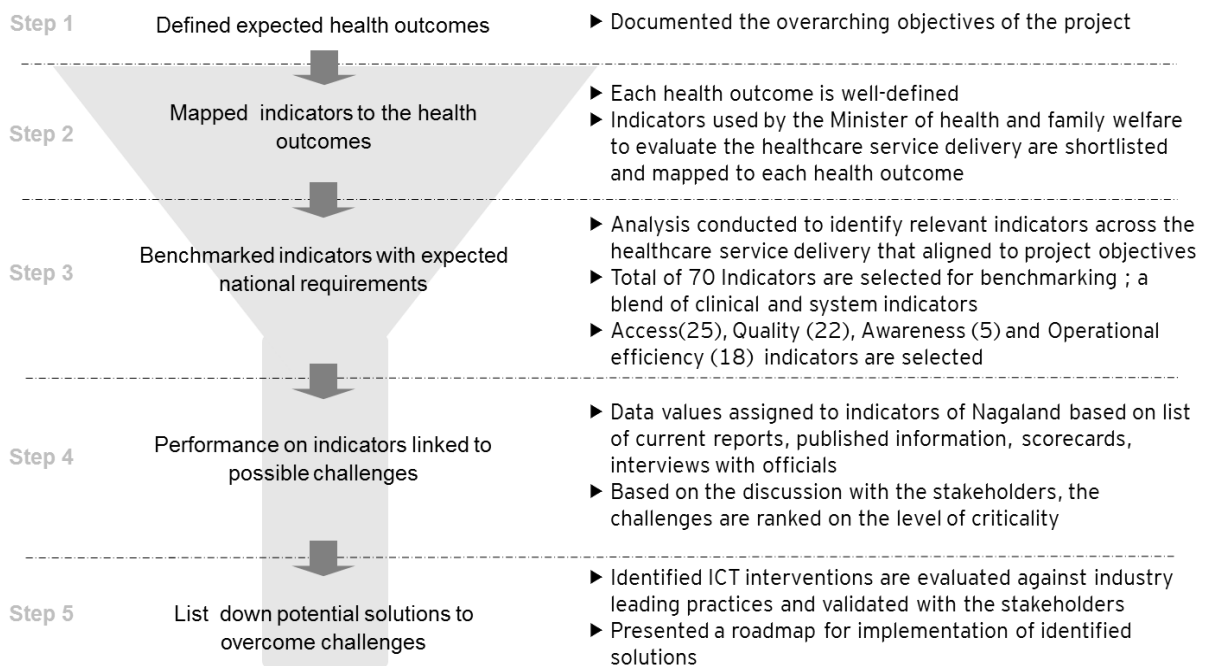 Step 1
Defined expected health outcomes
▶ Documented the overarching objectives of the project
Step 2
Mapped indicators to the health
outcomes
▶ Each health outcome is well-defined
▶ Indicators used by the Minister of health and family welfare
to evaluate the healthcare service delivery are shortlisted
and mapped to each health outcome
Step 3
Benchmarked indicators with expected
national requirements
▶ Analysis conducted to identify relevant indicators across the
healthcare service delivery that aligned to project objectives
▶ Total of 70 Indicators are selected for benchmarking ; a
blend of clinical and system indicators
▶ Access(25), Quality (22), Awareness (5) and Operational
efficiency (18) indicators are selected
Step 4
Performance on indicators linked to
possible challenges
▶ Data values assigned to indicators of Nagaland based on list
of current reports, published information, scorecards,
interviews with officials
▶ Based on the discussion with the stakeholders, the
challenges are ranked on the level of criticality
Step 5
List down potential solutions to
overcome challenges
▶ Identified ICT interventions are evaluated against industry
leading practices and validated with the stakeholders
▶ Presented a roadmap for implementation of identified
solutions